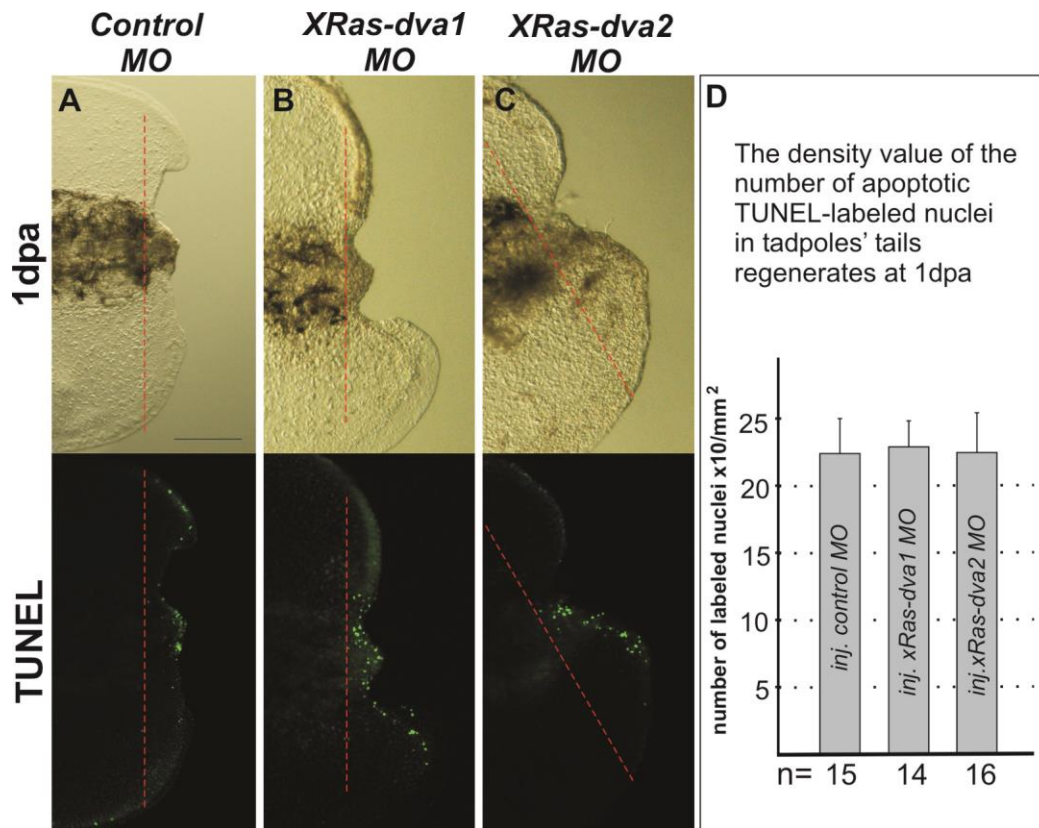 Control MO
XRas-dva1 MO
XRas-dva2 MO
1dpa
TUNEL
A
B
C
D
The density value of the
number of apoptotic
TUNEL-labeled nuclei
in tadpoles' tails
regenerates at 1dpa
number of labeled nuclei x10/mm²
25
20
15
10
5
inj. control MO
inj. xRas-dva1 MO
inj.xRas-dva2 MO
n= 15 14 16